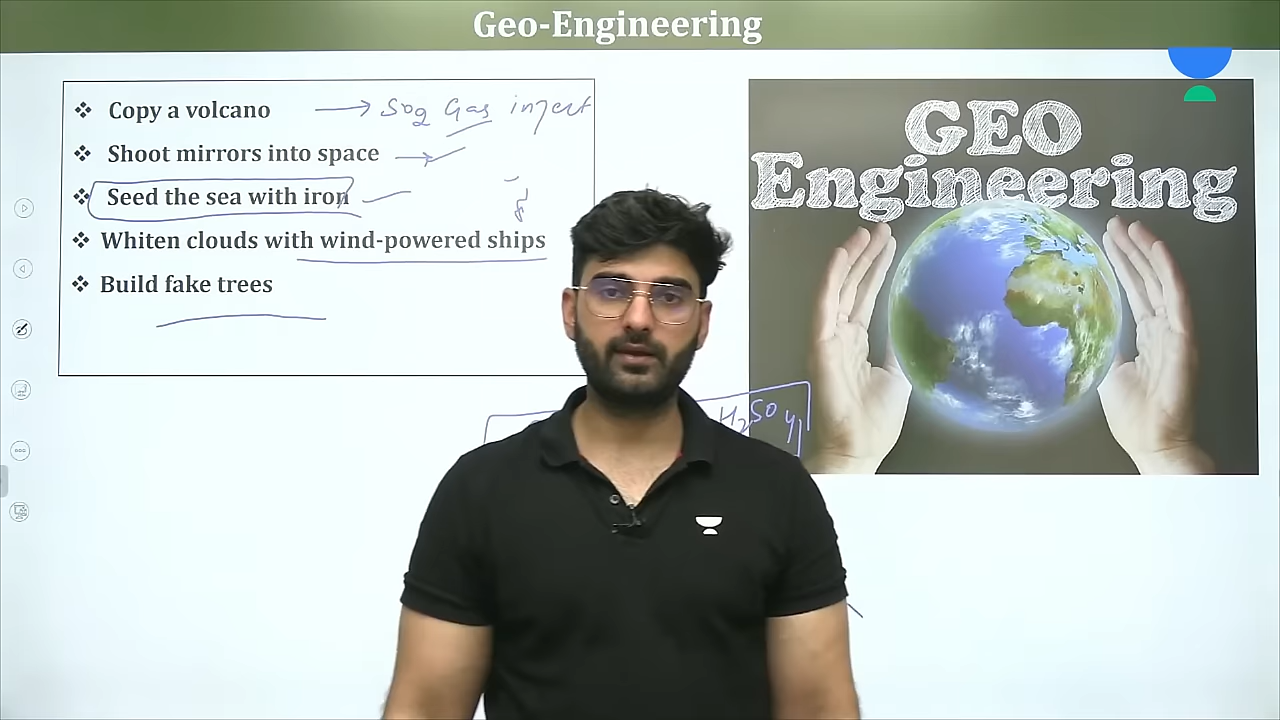 Geo-Engineering
❖ Copy a volcano → SO2 Gas inject
❖ Shoot mirrors into space
❖ Seed the sea with iron
❖ Whiten clouds with wind-powered ships
❖ Build fake trees
GEO
Engineering
H2SO4